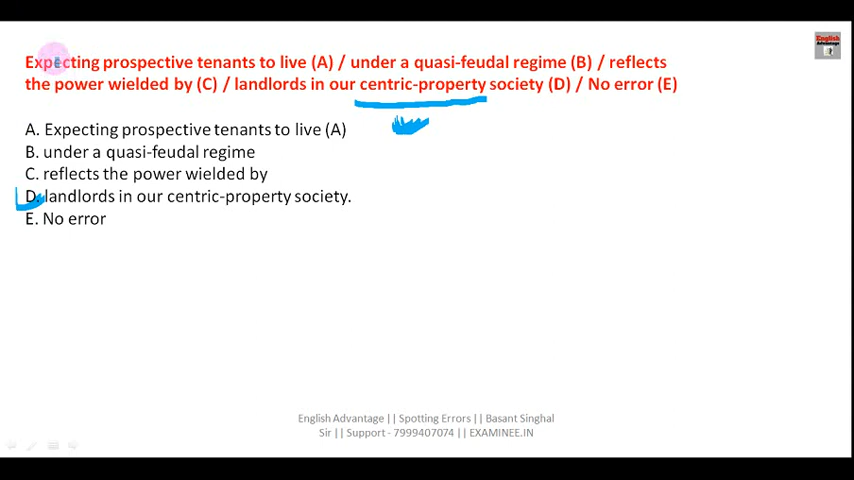 English
Advantage
Expecting prospective tenants to live (A) / under a quasi-feudal regime (B) / reflects
the power wielded by (C) / landlords in our centric-property society (D) / No error (E)
A. Expecting prospective tenants to live (A)
B. under a quasi-feudal regime
C. reflects the power wielded by
D. landlords in our centric-property society.
E. No error
English Advantage || Spotting Errors || Basant Singhal
Sir || Support - 7999407074 || EXAMINEE.IN